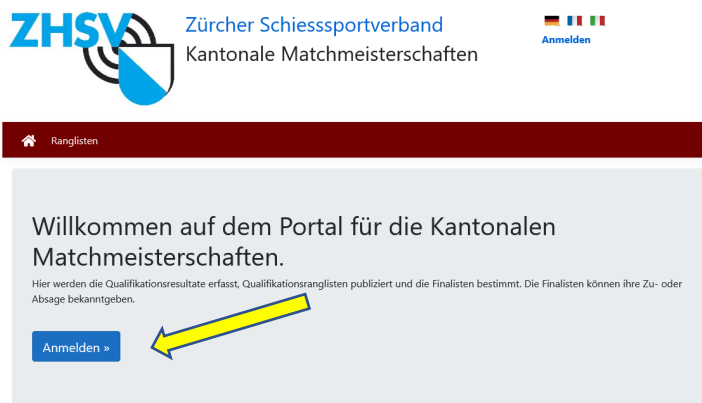 ZHSV
Zürcher Schiesssportverband
Kantonale Matchmeisterschaften
Anmelden
Ranglisten
Willkommen auf dem Portal für die Kantonalen
Matchmeisterschaften.
Hier werden die Qualifikationsresultate erfasst, Qualifikationsranglisten publiziert und die Finalisten bestimmt. Die Finalisten können ihre Zu- oder
Absage bekanntgeben.
Anmelden »